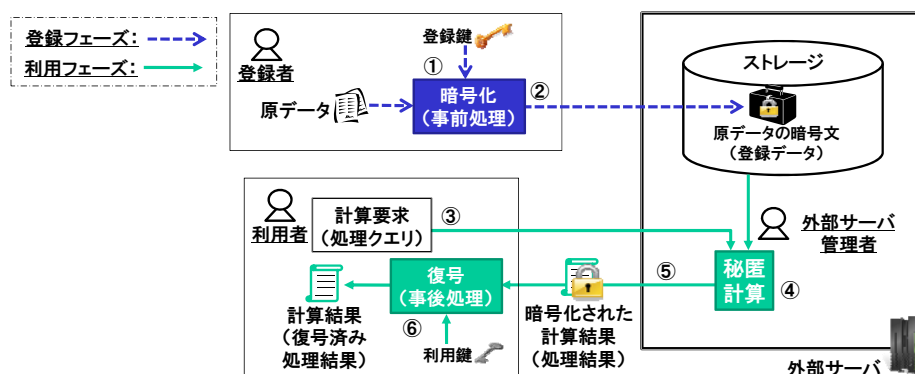 登録フェーズ:
利用フェーズ:
登録者
登録鍵
①
原データ
暗号化
(事前処理)
②
ストレージ
原データの暗号文
(登録データ)
利用者
計算要求
(処理クエリ)
③
外部サーバ
管理者
秘匿
計算
④
⑤
復号
(事後処理)
⑥
利用鍵
計算結果
(復号済み
処理結果)
暗号化された
計算結果
(処理結果)
外部サーバ